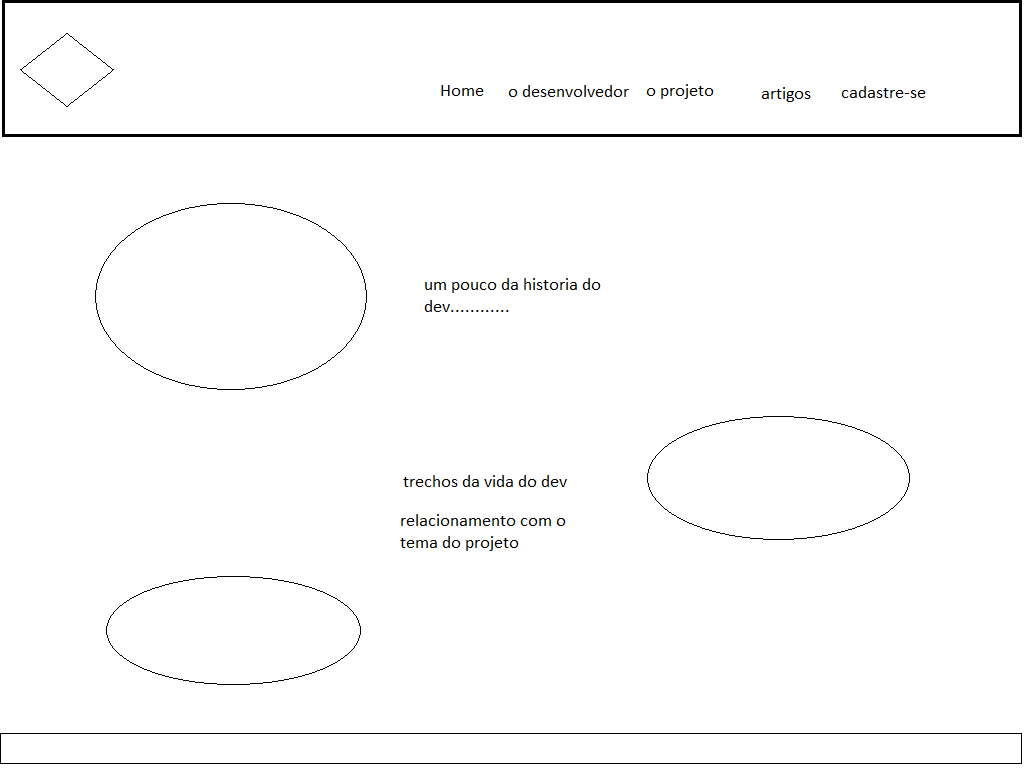 Home o desenvolvedor o projeto artigos cadastre-se
um pouco da historia do
dev............
trechos da vida do dev
relacionamento com o
tema do projeto